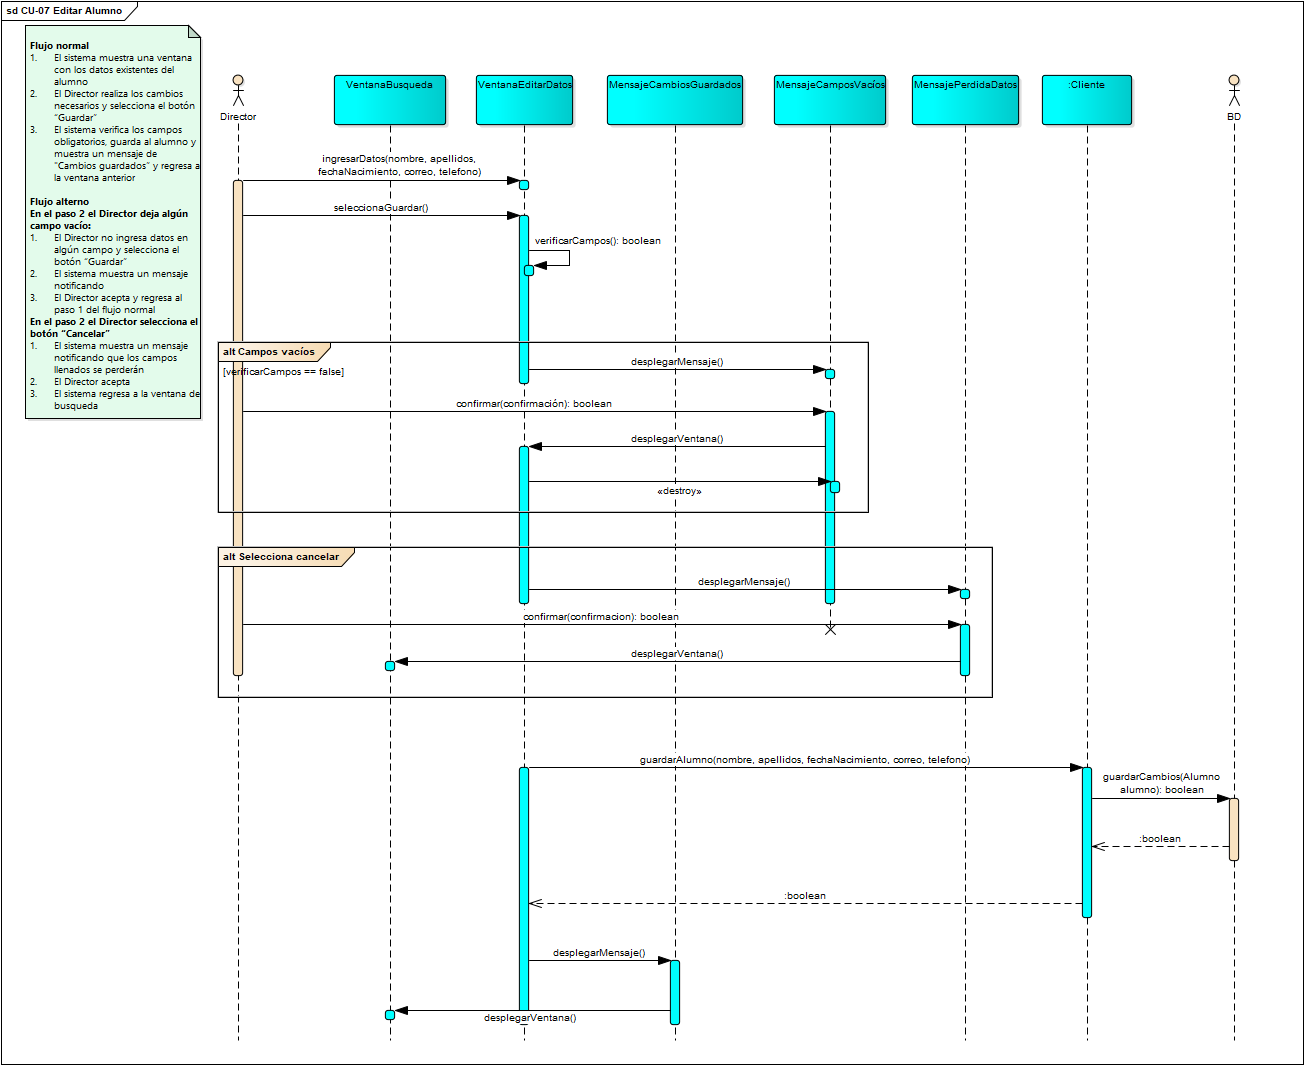 sd CU-07 Editar Alumno
Flujo normal
1. El sistema muestra una ventana
con los datos existentes del
alumno
2. El Director realiza los cambios
necesarios y selecciona el botón
"Guardar"
3. El sistema verifica los campos
obligatorios, guarda al alumno y
muestra un mensaje de
"Cambios guardados" y regresa a
la ventana anterior
Flujo alterno
En el paso 2 el Director deja algún
campo vacío:
1. El Director no ingresa datos en
algún campo y selecciona el
botón "Guardar"
2. El sistema muestra un mensaje
notificando
3. El Director acepta y regresa al
paso 1 del flujo normal
En el paso 2 el Director selecciona el
botón "Cancelar"
1. El sistema muestra un mensaje
notificando que los campos
llenados se perderán
2. El Director acepta
3. El sistema regresa a la ventana de
busqueda
Director
VentanaBusqueda
VentanaEditarDatos
MensajeCambiosGuardados
MensajeCamposVacíos
MensajePerdidaDatos
:Cliente
BD
ingresarDatos(nombre, apellidos,
fechaNacimiento, correo, telefono)
seleccionaGuardar()
verificarCampos(): boolean
alt Campos vacíos
[verificarCampos == false]
desplegarMensaje()
confirmar(confirmación): boolean
desplegarVentana()
«destroy»
alt Selecciona cancelar
desplegarMensaje()
confirmar(confirmacion): boolean
desplegarVentana()
guardarAlumno(nombre, apellidos, fechaNacimiento, correo, telefono)
guardarCambios(Alumno
alumno): boolean
:boolean
:boolean
desplegarMensaje()
desplegarVentana()